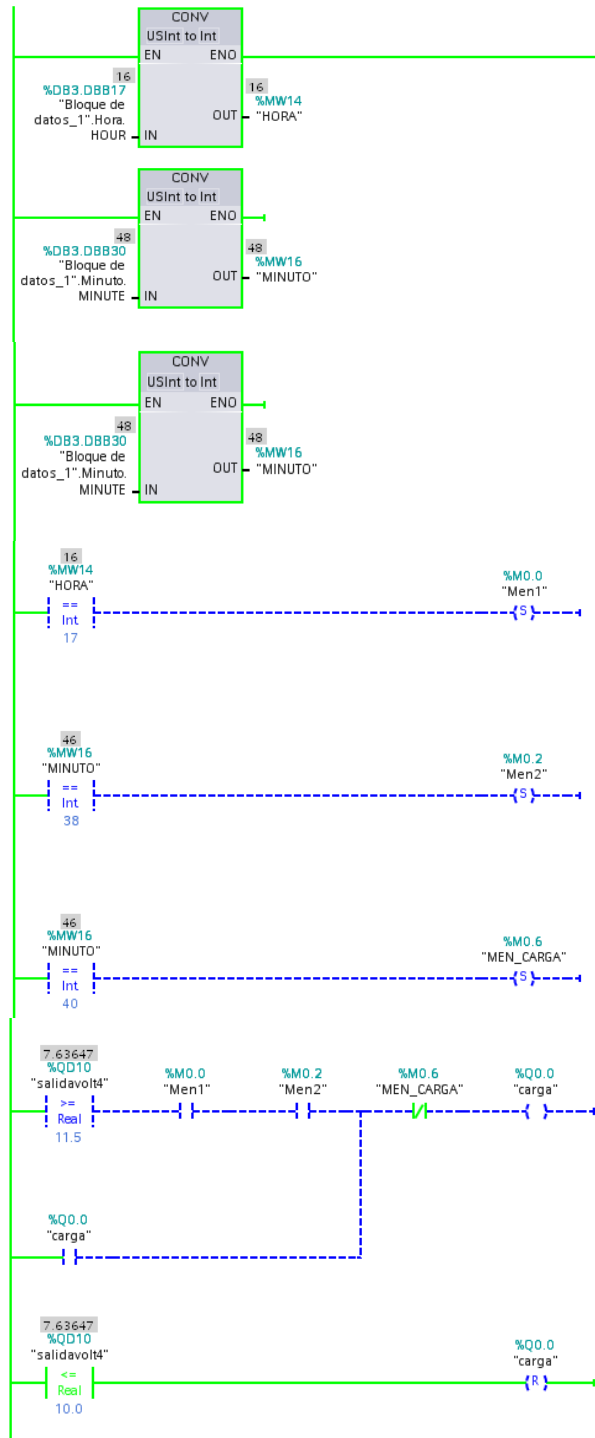 CONV
USInt to Int
EN ENO
16
%DB3.DBB17
"Bloque de
datos_1".Hora.
HOUR IN
16
%MW14
OUT "HORA"
CONV
USInt to Int
EN ENO
48
%DB3.DBB30
"Bloque de
datos_1".Minuto.
MINUTE IN
48
%MW16
OUT "MINUTO"
CONV
USInt to Int
EN ENO
48
%DB3.DBB30
"Bloque de
datos_1".Minuto.
MINUTE IN
48
%MW16
OUT "MINUTO"
16
%MW14
"HORA"
==
Int
17
%M0.0
"Men1"
S
46
%MW16
"MINUTO"
==
Int
38
%M0.2
"Men2"
S
46
%MW16
"MINUTO"
==
Int
40
%M0.6
"MEN_CARGA"
S
7.63647
%QD10
"salidavolt4"
>=
Real
11.5
%M0.0
"Men1"
%M0.2
"Men2"
%M0.6
"MEN_CARGA"
%Q0.0
"carga"
%Q0.0
"carga"
7.63647
%QD10
"salidavolt4"
<=
Real
10.0
%Q0.0
"carga"
R